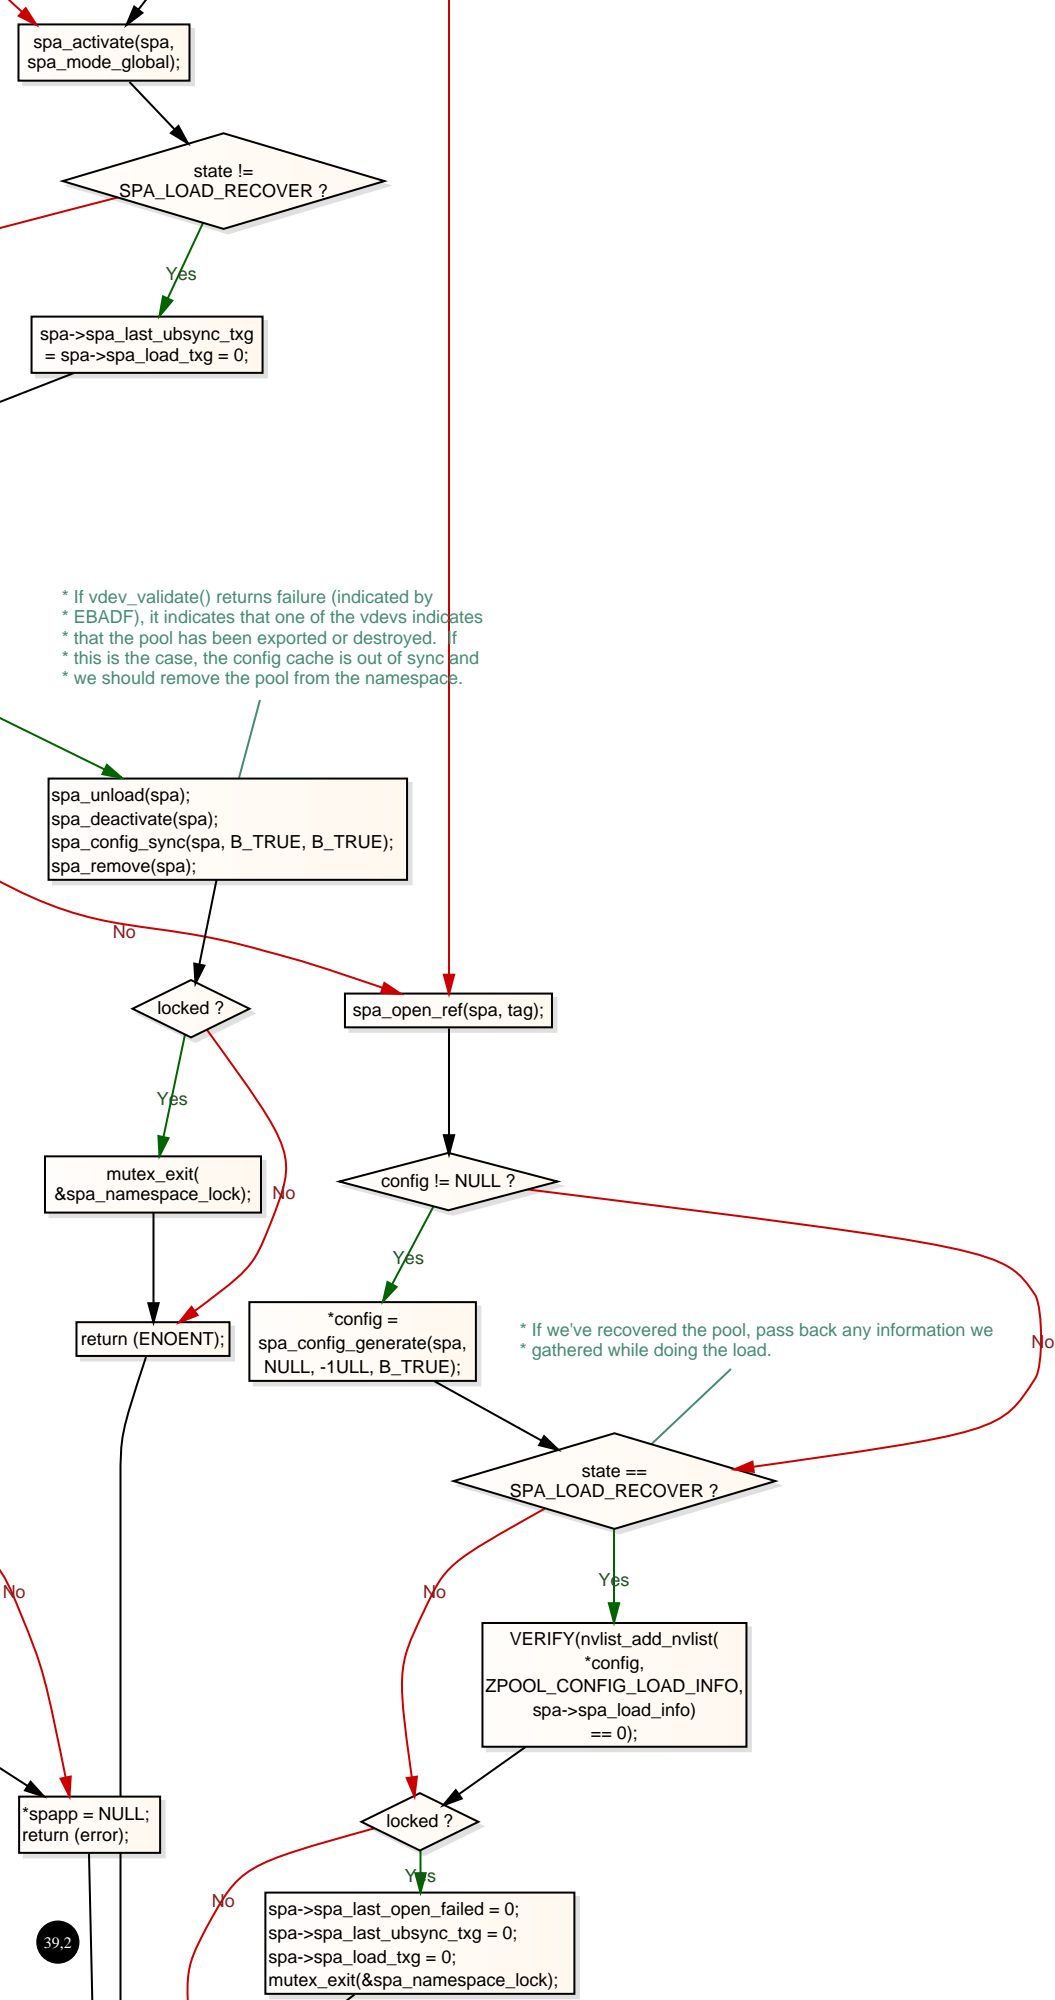 spa_activate(spa,
spa_mode_global);
state !=
SPA_LOAD_RECOVER ?
Yes
spa->spa_last_ubsync_txg
= spa->spa_load_txg = 0;
* If vdev_validate() returns failure (indicated by
* EBADF), it indicates that one of the vdevs indicates
* that the pool has been exported or destroyed.  If
* this is the case, the config cache is out of sync and
* we should remove the pool from the namespace.
spa_unload(spa);
spa_deactivate(spa);
spa_config_sync(spa, B_TRUE, B_TRUE);
spa_remove(spa);
No
locked ?
spa_open_ref(spa, tag);
Yes
mutex_exit(
&spa_namespace_lock);
No
config != NULL ?
Yes
return (ENOENT);
*config =
spa_config_generate(spa,
NULL, -1ULL, B_TRUE);
* If we've recovered the pool, pass back any information we
* gathered while doing the load.
No
state ==
SPA_LOAD_RECOVER ?
No
No
Yes
VERIFY(nvlist_add_nvlist(
*config,
ZPOOL_CONFIG_LOAD_INFO,
spa->spa_load_info)
== 0);
*spapp = NULL;
return (error);
locked ?
Yes
No
spa->spa_last_open_failed = 0;
spa->spa_last_ubsync_txg = 0;
spa->spa_load_txg = 0;
mutex_exit(&spa_namespace_lock);
39,2